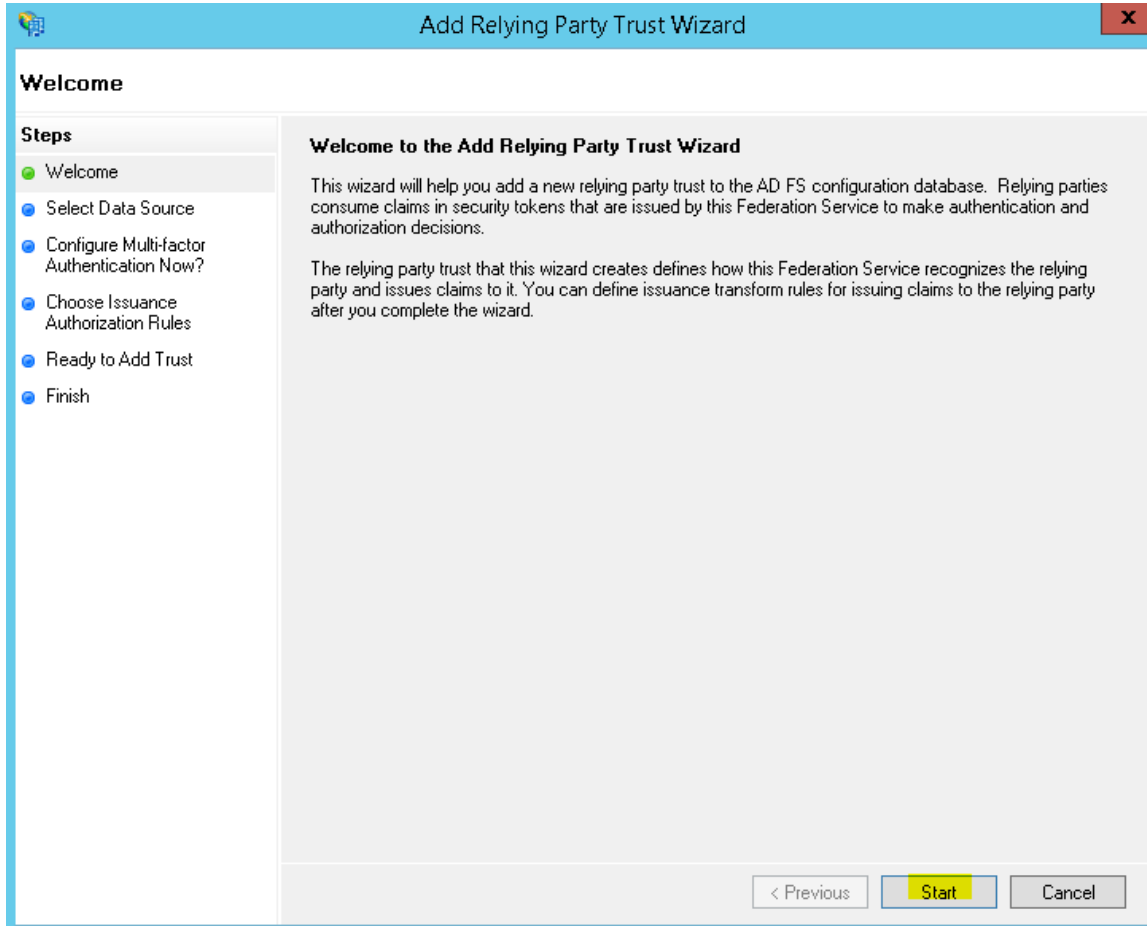 Add Relying Party Trust Wizard
x
Welcome
Steps
Welcome
Select Data Source
Configure Multi-factor
Authentication Now?
Choose Issuance
Authorization Rules
Ready to Add Trust
Finish
Welcome to the Add Relying Party Trust Wizard
This wizard will help you add a new relying party trust to the AD FS configuration database.  Relying parties
consume claims in security tokens that are issued by this Federation Service to make authentication and
authorization decisions.
The relying party trust that this wizard creates defines how this Federation Service recognizes the relying
party and issues claims to it. You can define issuance transform rules for issuing claims to the relying party
after you complete the wizard.
< Previous
Start
Cancel